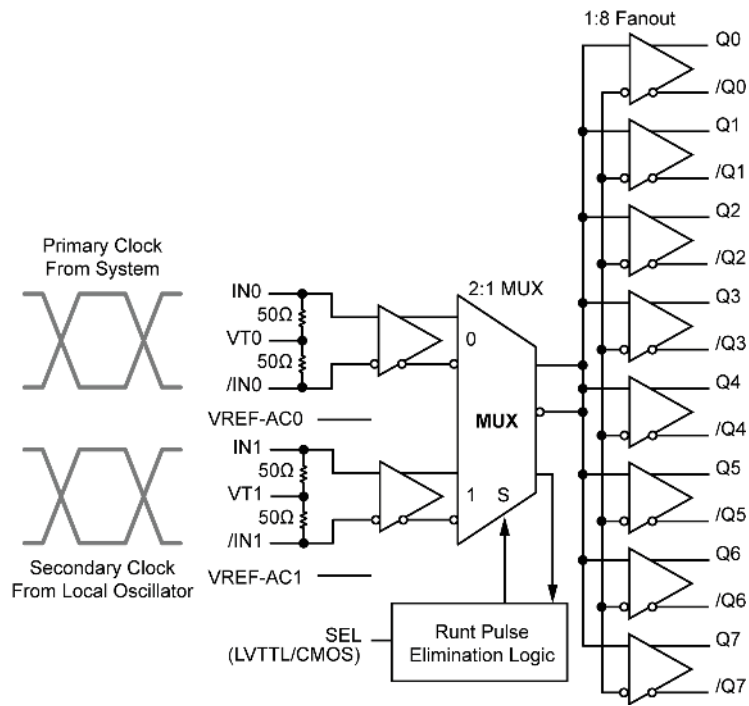 1:8 Fanout
Q0
/Q0
Q1
/Q1
Q2
/Q2
Q3
/Q3
Q4
/Q4
Q5
/Q5
Q6
/Q6
Q7
/Q7
Primary Clock
From System
IN0
50Ω
VT0
50Ω
/IN0
VREF-AC0
IN1
50Ω
VT1
50Ω
/IN1
VREF-AC1
Secondary Clock
From Local Oscillator
2:1 MUX
0
MUX
1 S
SEL
(LVTTL/CMOS)
Runt Pulse
Elimination Logic